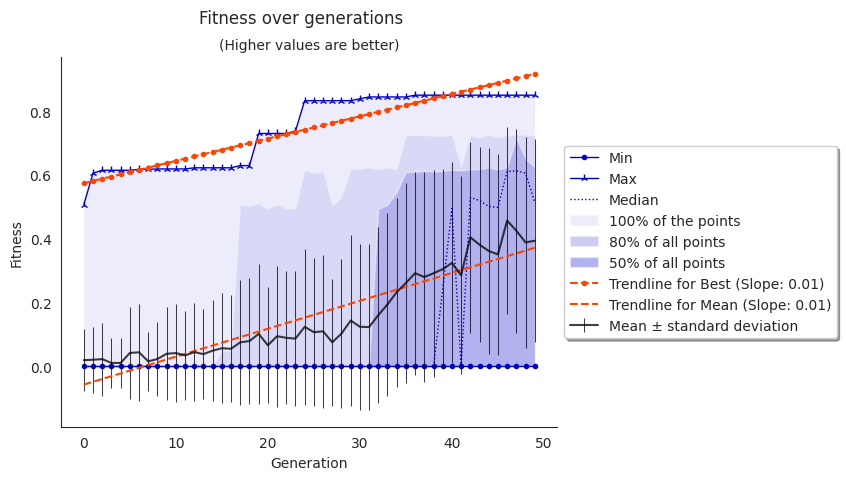 Fitness over generations
(Higher values are better)
Fitness
0.8
0.6
0.4
0.2
0.0
0
10
20
30
40
50
Generation
Min
Max
Median
100% of the points
80% of all points
50% of all points
Trendline for Best (Slope: 0.01)
Trendline for Mean (Slope: 0.01)
Mean ± standard deviation